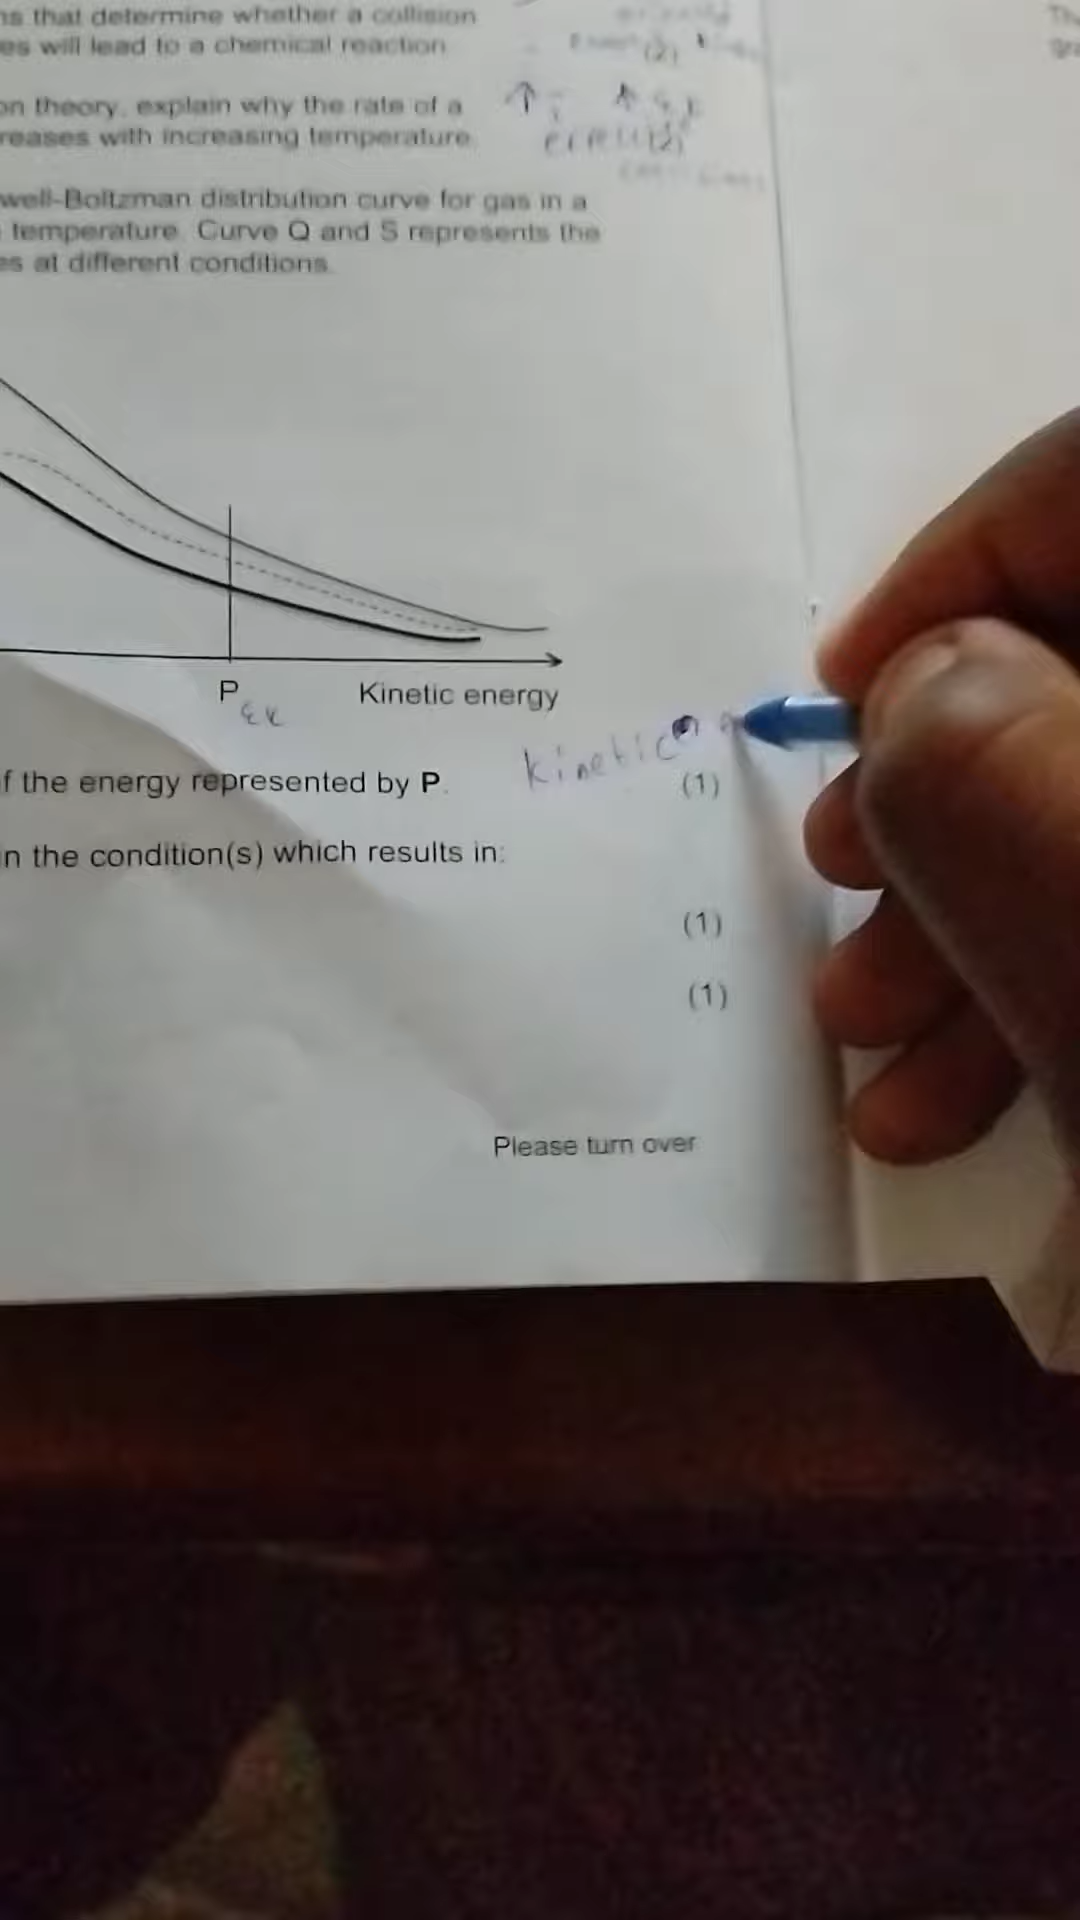 ns that determine whether a collision
es will lead to a chemical reaction.
(2)
on theory, explain why the rate of a
reases with increasing temperature.
(2)
well-Boltzman distribution curve for gas in a
temperature. Curve Q and S represents the
es at different conditions.
P
Ek
Kinetic energy
kinetic
f the energy represented by P.
(1)
in the condition(s) which results in:
(1)
(1)
Please turn over